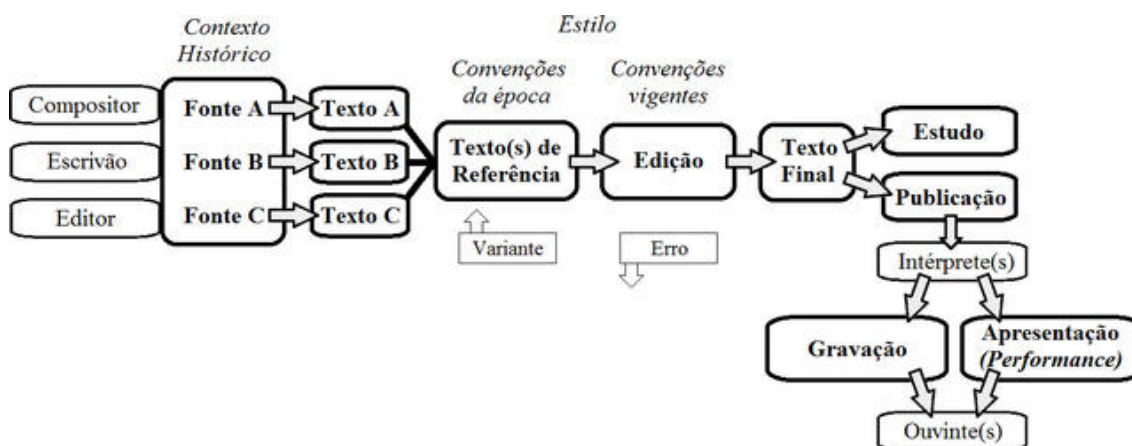 Contexto
Histórico
Estilo
Convenções
da época
Convenções
vigentes
Compositor
Fonte A
Texto A
Escrivão
Fonte B
Texto B
Editor
Fonte C
Texto C
Texto(s) de
Referência
Edição
Texto
Final
Estudo
Publicação
Variante
Erro
Intérprete(s)
Gravação
Apresentação
(Performance)
Ouvinte(s)